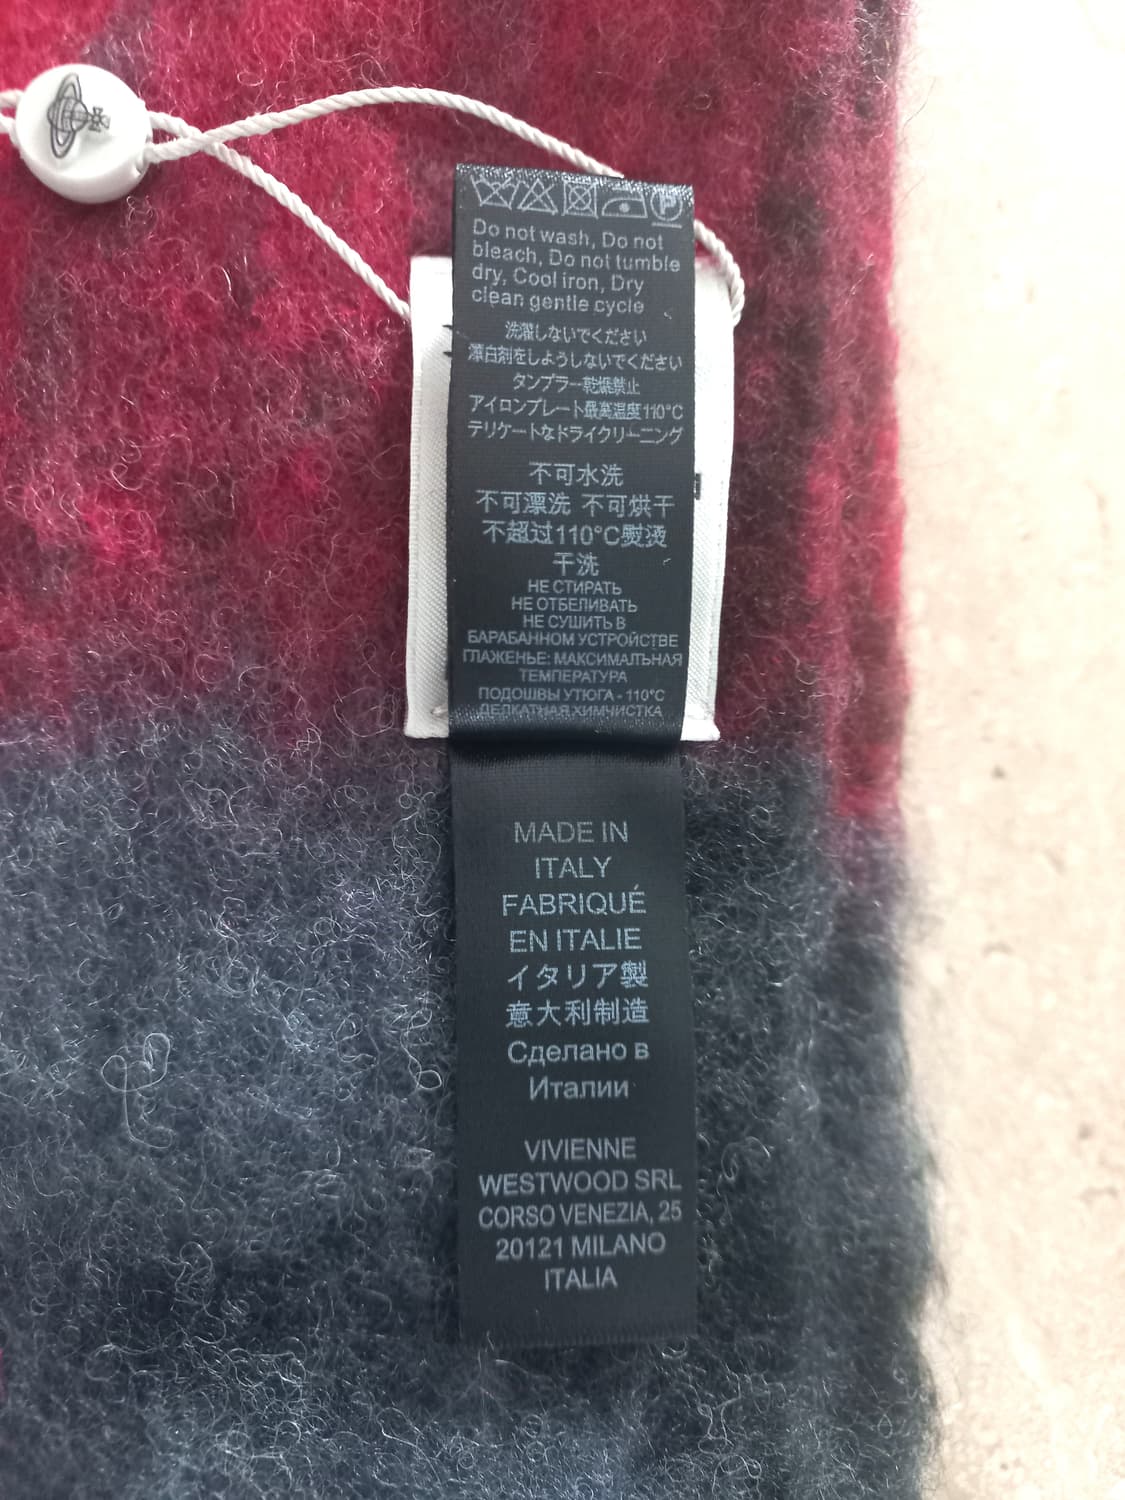 Do not wash, Do not
bleach, Do not tumble
dry, Cool iron, Dry
clean gentle cycle
洗濯しないでください
漂白剤をしようしないでください
タンプラー乾燥禁止
アイロンプレート最高温度110°C
テリケートなドライクリーニング
不可水洗
不可漂洗 不可烘干
不超过110°C熨烫
干洗
НЕ СТИРАТЬ
НЕ ОТБЕЛИВАТЬ
НЕ СУШИТЬ В
БАРАБАННОМ УСТРОЙСТВЕ
ГЛАЖЕНЬЕ: МАКСИМАЛЬНАЯ
ТЕМПЕРАТУРА
ПОДОШВЫ УТЮГА - 110°C
ДЕЛКАТНАЯ ХИМЧИСТКА
MADE IN
ITALY
FABRIQUÉ
EN ITALIE
イタリア製
意大利制造
Сделано в
Италии
VIVIENNE
WESTWOOD SRL
CORSO VENEZIA, 25
20121 MILANO
ITALIA